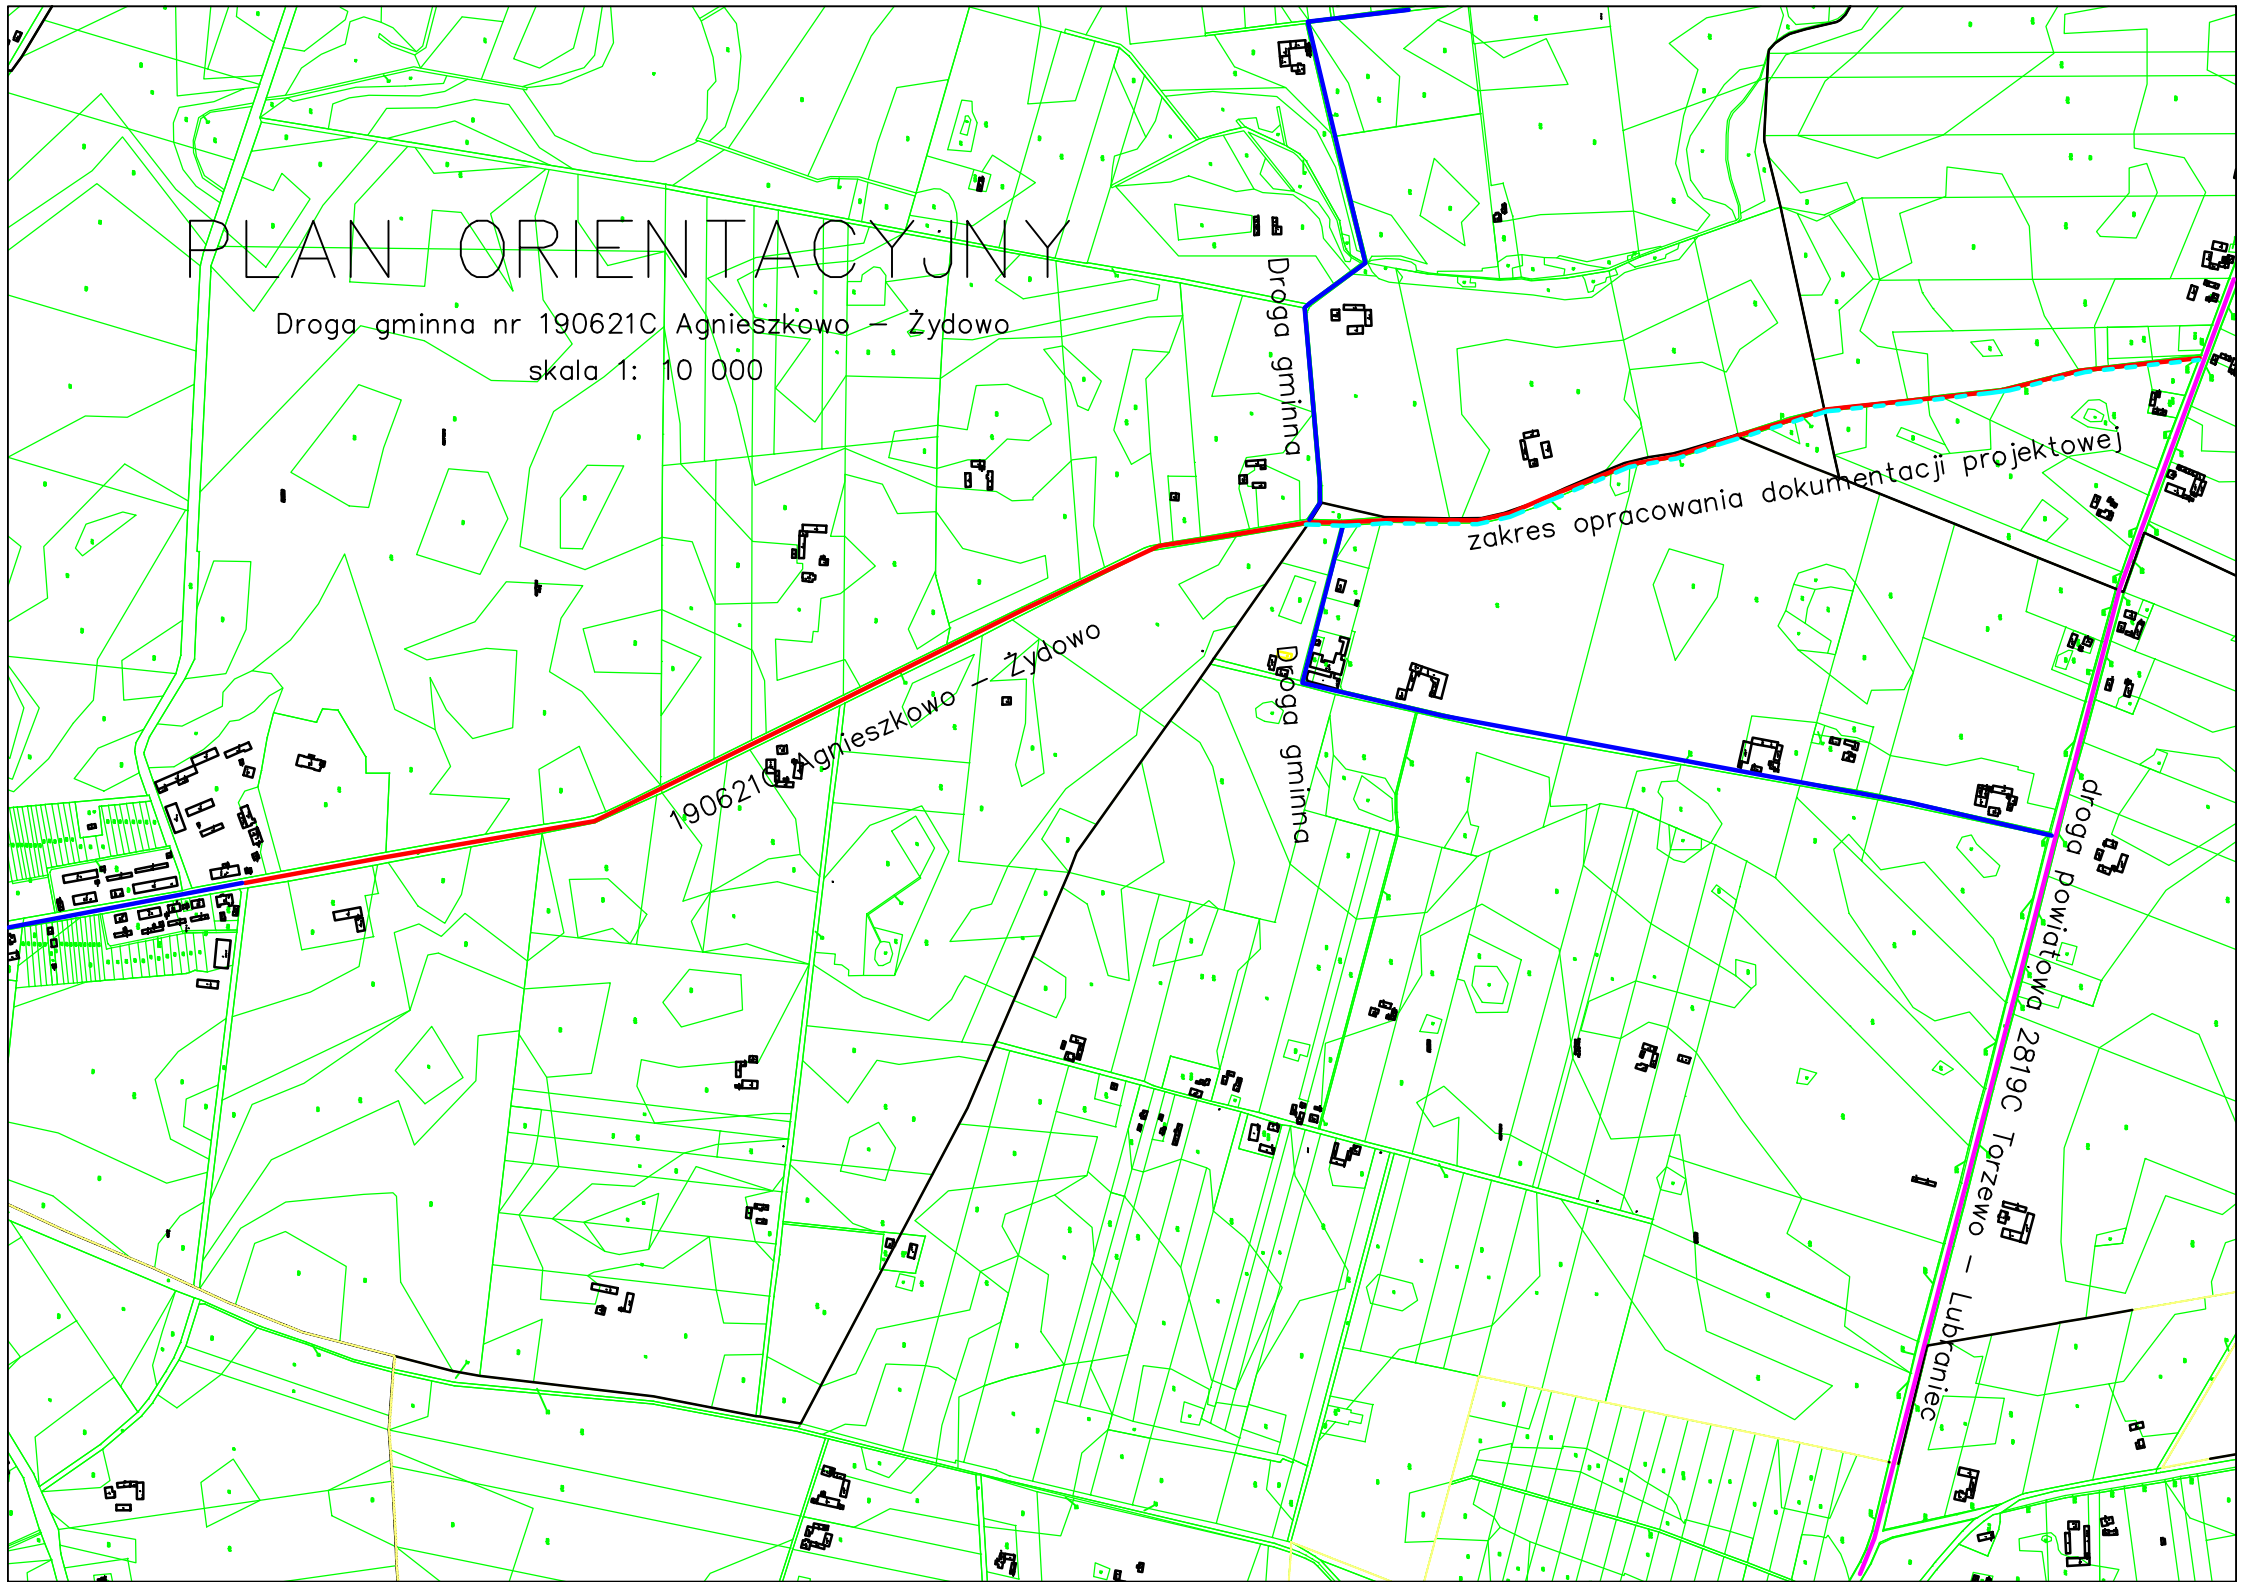 PLAN ORIENTACYJNY
Droga gminna nr 190621C Agnieszkowo – Żydowo
skala 1: 10 000
Droga gminna
zakres opracowania dokumentacji projektowej
190621C Agnieszkowo – Żydowo
Droga gminna
droga powiatowa 2819C Torzewo – Lubraniec